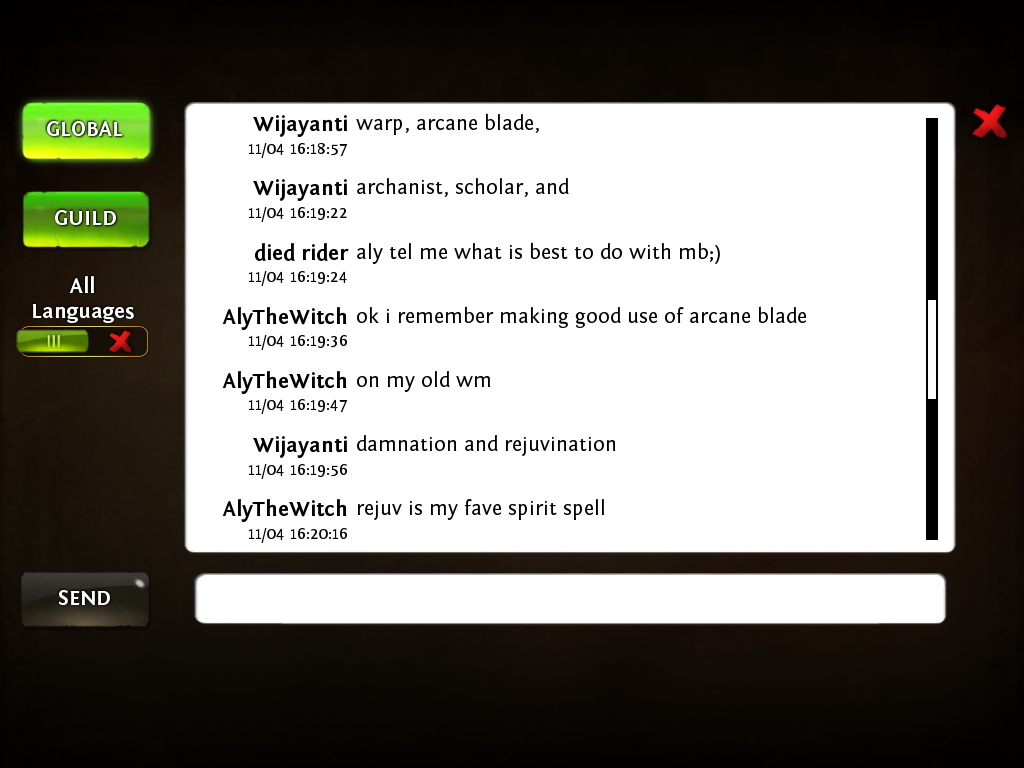 GLOBAL
GUILD
All
Languages
SEND
Wijayanti warp, arcane blade,
11/04 16:18:57
Wijayanti archanist, scholar, and
11/04 16:19:22
died rider aly tel me what is best to do with mb;)
11/04 16:19:24
AlyTheWitch ok i remember making good use of arcane blade
11/04 16:19:36
AlyTheWitch on my old wm
11/04 16:19:47
Wijayanti damnation and rejuvination
11/04 16:19:56
AlyTheWitch rejuv is my fave spirit spell
11/04 16:20:16